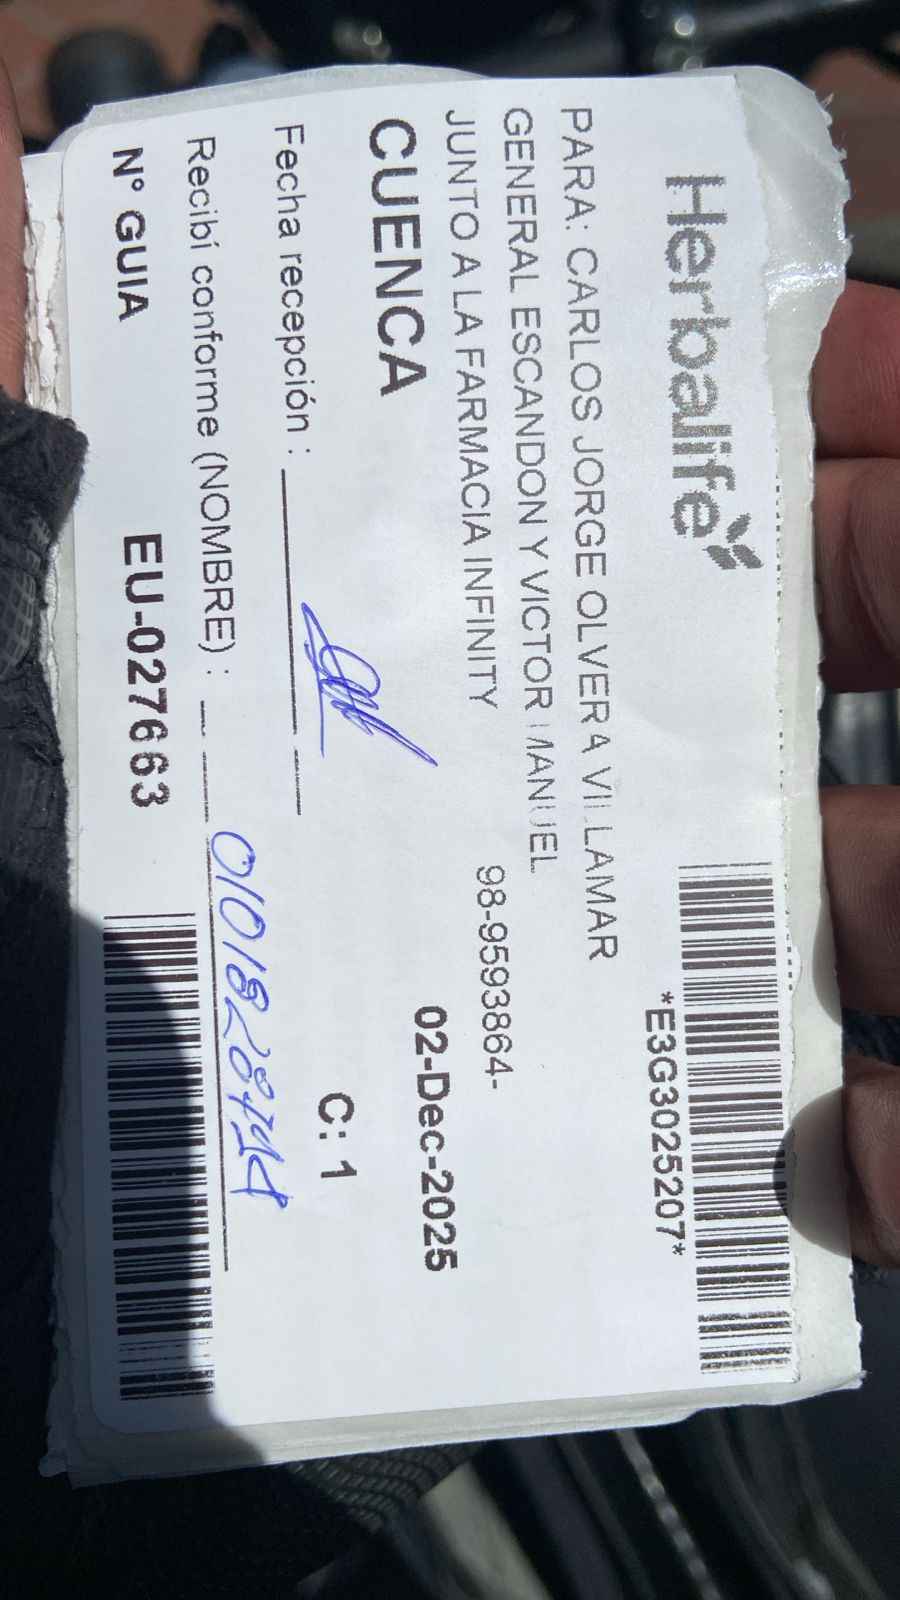 Herbalife
*E3G3025207*
PARA: CARLOS JORGE OLVERA VILLAMAR
GENERAL ESCANDON Y VICTOR MANUEL
JUNTO A LA FARMACIA INFINITY
98-9593864-
CUENCA
02-Dec-2025
Fecha recepción :
C: 1
Recibí conforme (NOMBRE) :
N° GUIA EU-027663